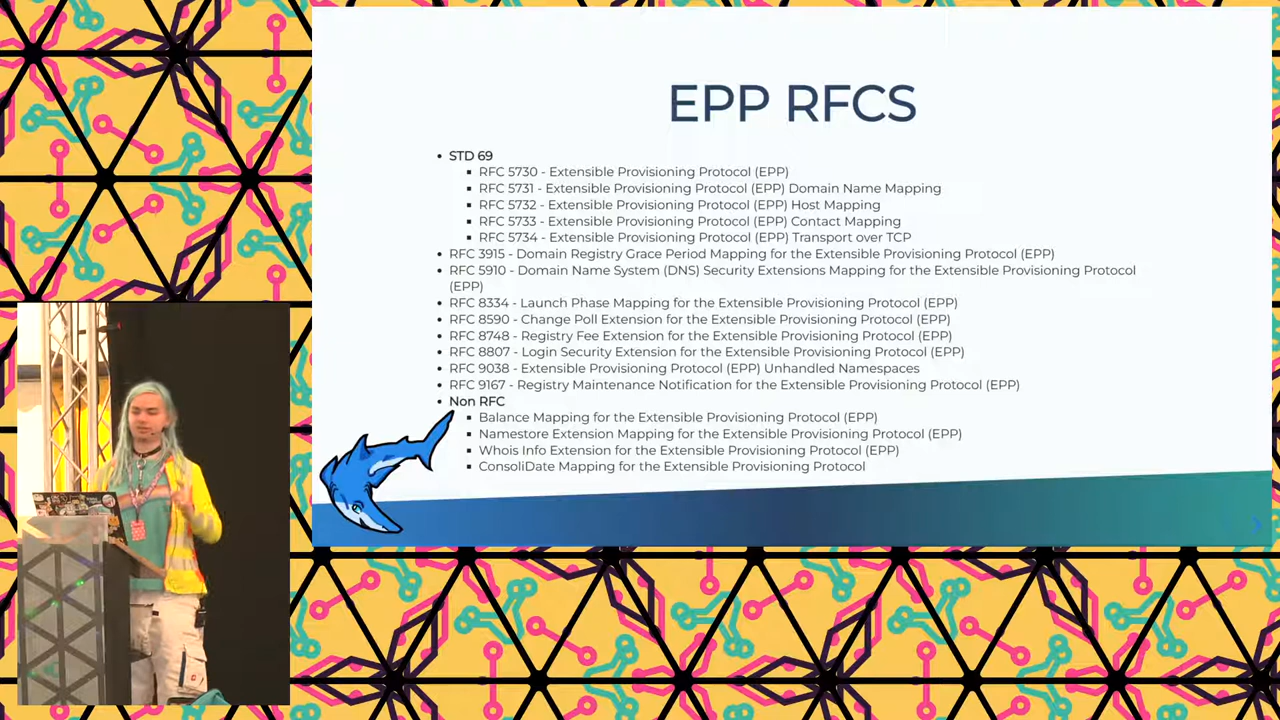 EPP RFCS
• STD 69
▪ RFC 5730 - Extensible Provisioning Protocol (EPP)
▪ RFC 5731 - Extensible Provisioning Protocol (EPP) Domain Name Mapping
▪ RFC 5732 - Extensible Provisioning Protocol (EPP) Host Mapping
▪ RFC 5733 - Extensible Provisioning Protocol (EPP) Contact Mapping
▪ RFC 5734 - Extensible Provisioning Protocol (EPP) Transport over TCP
• RFC 3915 - Domain Registry Grace Period Mapping for the Extensible Provisioning Protocol (EPP)
• RFC 5910 - Domain Name System (DNS) Security Extensions Mapping for the Extensible Provisioning Protocol
(EPP)
• RFC 8334 - Launch Phase Mapping for the Extensible Provisioning Protocol (EPP)
• RFC 8590 - Change Poll Extension for the Extensible Provisioning Protocol (EPP)
• RFC 8748 - Registry Fee Extension for the Extensible Provisioning Protocol (EPP)
• RFC 8807 - Login Security Extension for the Extensible Provisioning Protocol (EPP)
• RFC 9038 - Extensible Provisioning Protocol (EPP) Unhandled Namespaces
• RFC 9167 - Registry Maintenance Notification for the Extensible Provisioning Protocol (EPP)
• Non RFC
▪ Balance Mapping for the Extensible Provisioning Protocol (EPP)
▪ Namestore Extension Mapping for the Extensible Provisioning Protocol (EPP)
▪ Whois Info Extension for the Extensible Provisioning Protocol (EPP)
▪ ConsoliDate Mapping for the Extensible Provisioning Protocol